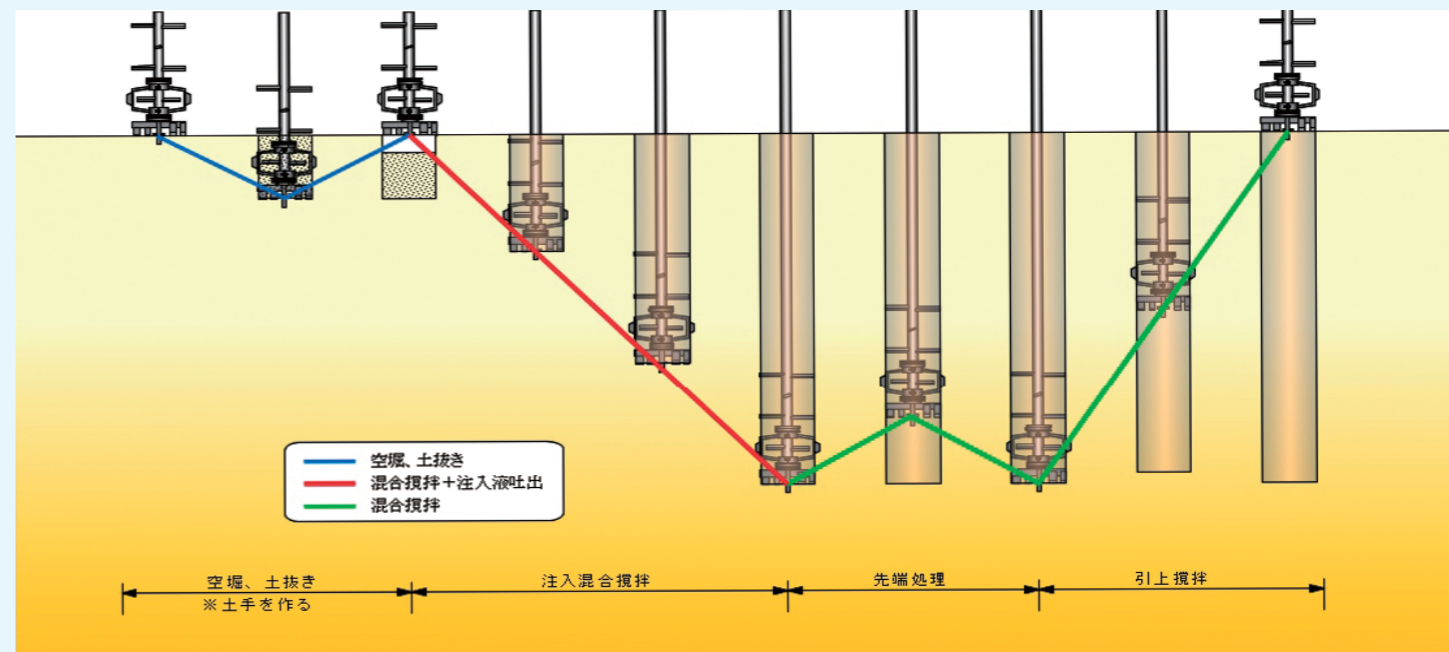 空堀、土抜き
混合撹拌＋注入液吐出
混合撹拌
空堀、土抜き
※土手を作る
注入混合撹拌
先端処理
引上撹拌